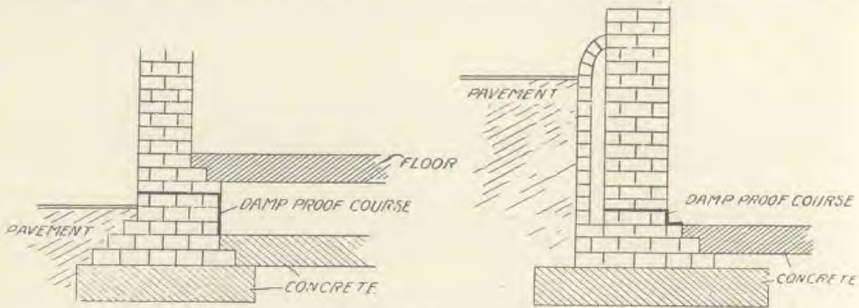 FLOOR
DAMP PROOF COURSE
PAVEMENT
CONCRETE
PAVEMENT
DAMP PROOF COURSE
CONCRETE